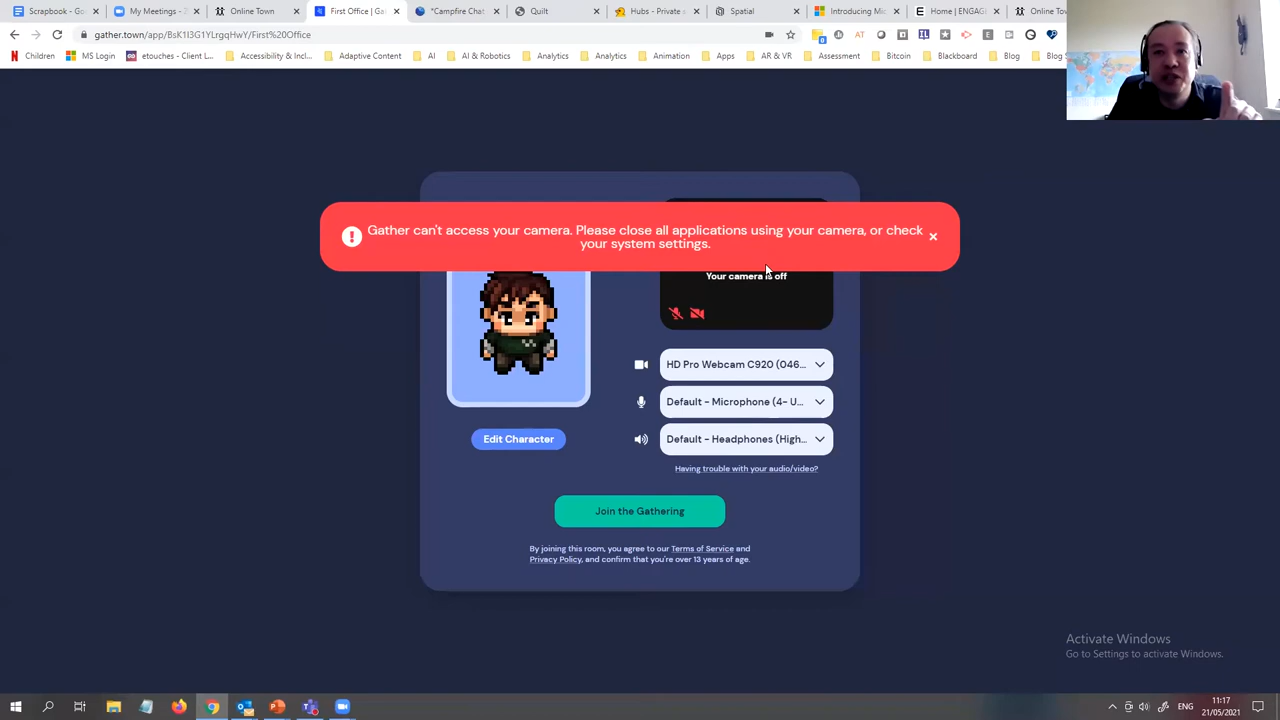 Scrapbook - Go
My Meetings - Z
Online Town
First Office | Ga
*Campfire Chat
Quilt
Hubs - Private s
Spatial
Introducing Mic
Home | ENGAG
Online To
gather.town/app/BsK1I3G1YLrgqHwY/First%20Office
Children
MS Login
etouches - Client L...
Accessibility & Incl...
Adaptive Content
AI
AI & Robotics
Analytics
Analytics
Animation
Apps
AR & VR
Assessment
Bitcoin
Blackboard
Blog
Gather can't access your camera. Please close all applications using your camera, or check
your system settings.
Your camera is off
HD Pro Webcam C920 (046...
Default - Microphone (4- U...
Default - Headphones (High...
Edit Character
Having trouble with your audio/video?
Join the Gathering
By joining this room, you agree to our Terms of Service and
Privacy Policy, and confirm that you're over 13 years of age.
Activate Windows
Go to Settings to activate Windows.
ENG
11:17
21/05/2021